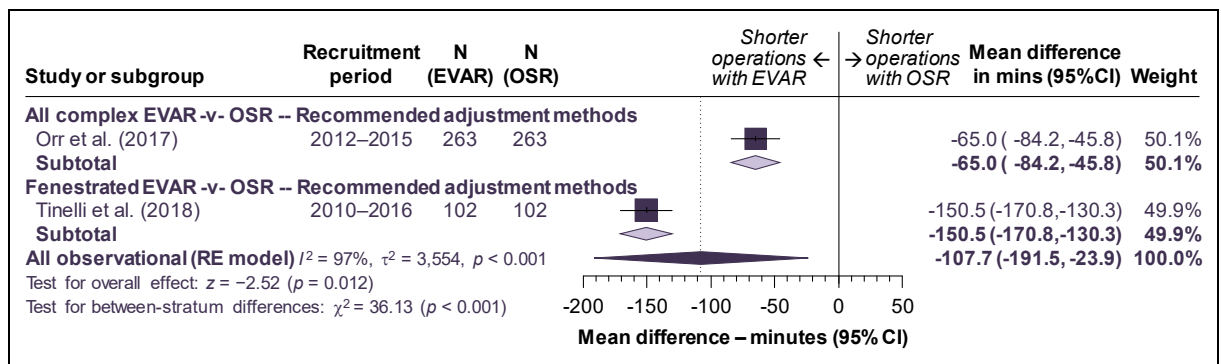 Study or subgroup Recruitment period N (EVAR) N (OSR) Shorter operations ← with EVAR Shorter → operations with OSR Mean difference in mins (95%CI) Weight
All complex EVAR -v- OSR -- Recommended adjustment methods
Orr et al. (2017) 2012–2015 263 263 -65.0 ( -84.2, -45.8) 50.1%
Subtotal -65.0 ( -84.2, -45.8) 50.1%
Fenestrated EVAR -v- OSR -- Recommended adjustment methods
Tinelli et al. (2018) 2010–2016 102 102 -150.5 (-170.8,-130.3) 49.9%
Subtotal -150.5 (-170.8,-130.3) 49.9%
All observational (RE model) I² = 97%, τ² = 3,554, p < 0.001 -107.7 (-191.5, -23.9) 100.0%
Test for overall effect: z = −2.52 (p = 0.012)
Test for between-stratum differences: χ² = 36.13 (p < 0.001)
-200 -150 -100 -50 0 50
Mean difference – minutes (95% CI)